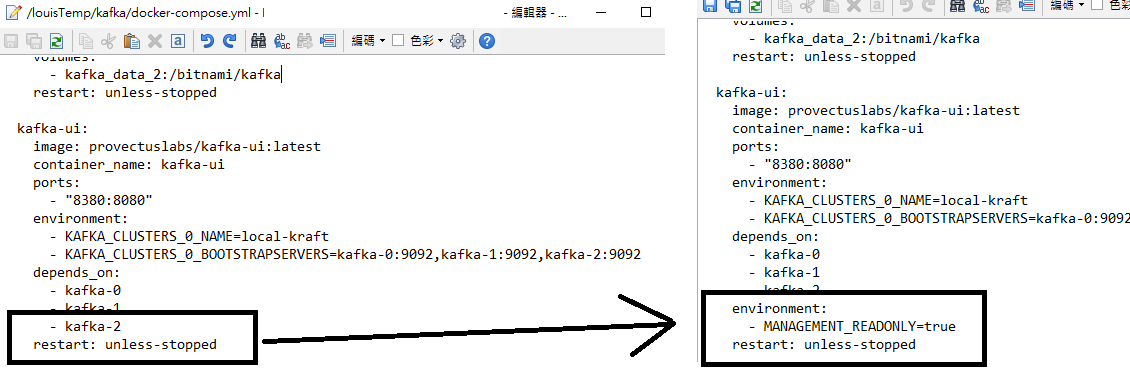 /louisTemp/kafka/docker-compose.yml - l
- 編輯器 - ...
編碼
色彩
volumes:
- kafka_data_2:/bitnami/kafka
restart: unless-stopped
kafka-ui:
image: provectuslabs/kafka-ui:latest
container_name: kafka-ui
ports:
- "8380:8080"
environment:
- KAFKA_CLUSTERS_0_NAME=local-kraft
- KAFKA_CLUSTERS_0_BOOTSTRAPSERVERS=kafka-0:9092,kafka-1:9092,kafka-2:9092
depends_on:
- kafka-0
- kafka-1
- kafka-2
restart: unless-stopped
編碼
色彩
volumes:
- kafka_data_2:/bitnami/kafka
restart: unless-stopped
kafka-ui:
image: provectuslabs/kafka-ui:latest
container_name: kafka-ui
ports:
- "8380:8080"
environment:
- KAFKA_CLUSTERS_0_NAME=local-kraft
- KAFKA_CLUSTERS_0_BOOTSTRAPSERVERS=kafka-0:9092
depends_on:
- kafka-0
- kafka-1
- kafka-2
environment:
- MANAGEMENT_READONLY=true
restart: unless-stopped